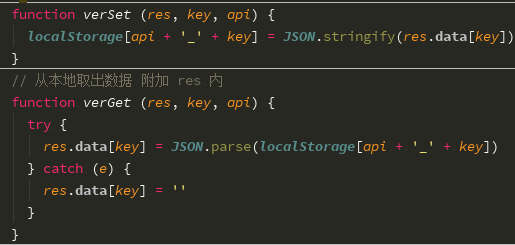 function verSet (res, key, api) {
  localStorage[api + '_' + key] = JSON.stringify(res.data[key])
}
// 从本地取出数据 附加 res 内
function verGet (res, key, api) {
  try {
    res.data[key] = JSON.parse(localStorage[api + '_' + key])
  } catch (e) {
    res.data[key] = ''
  }
}